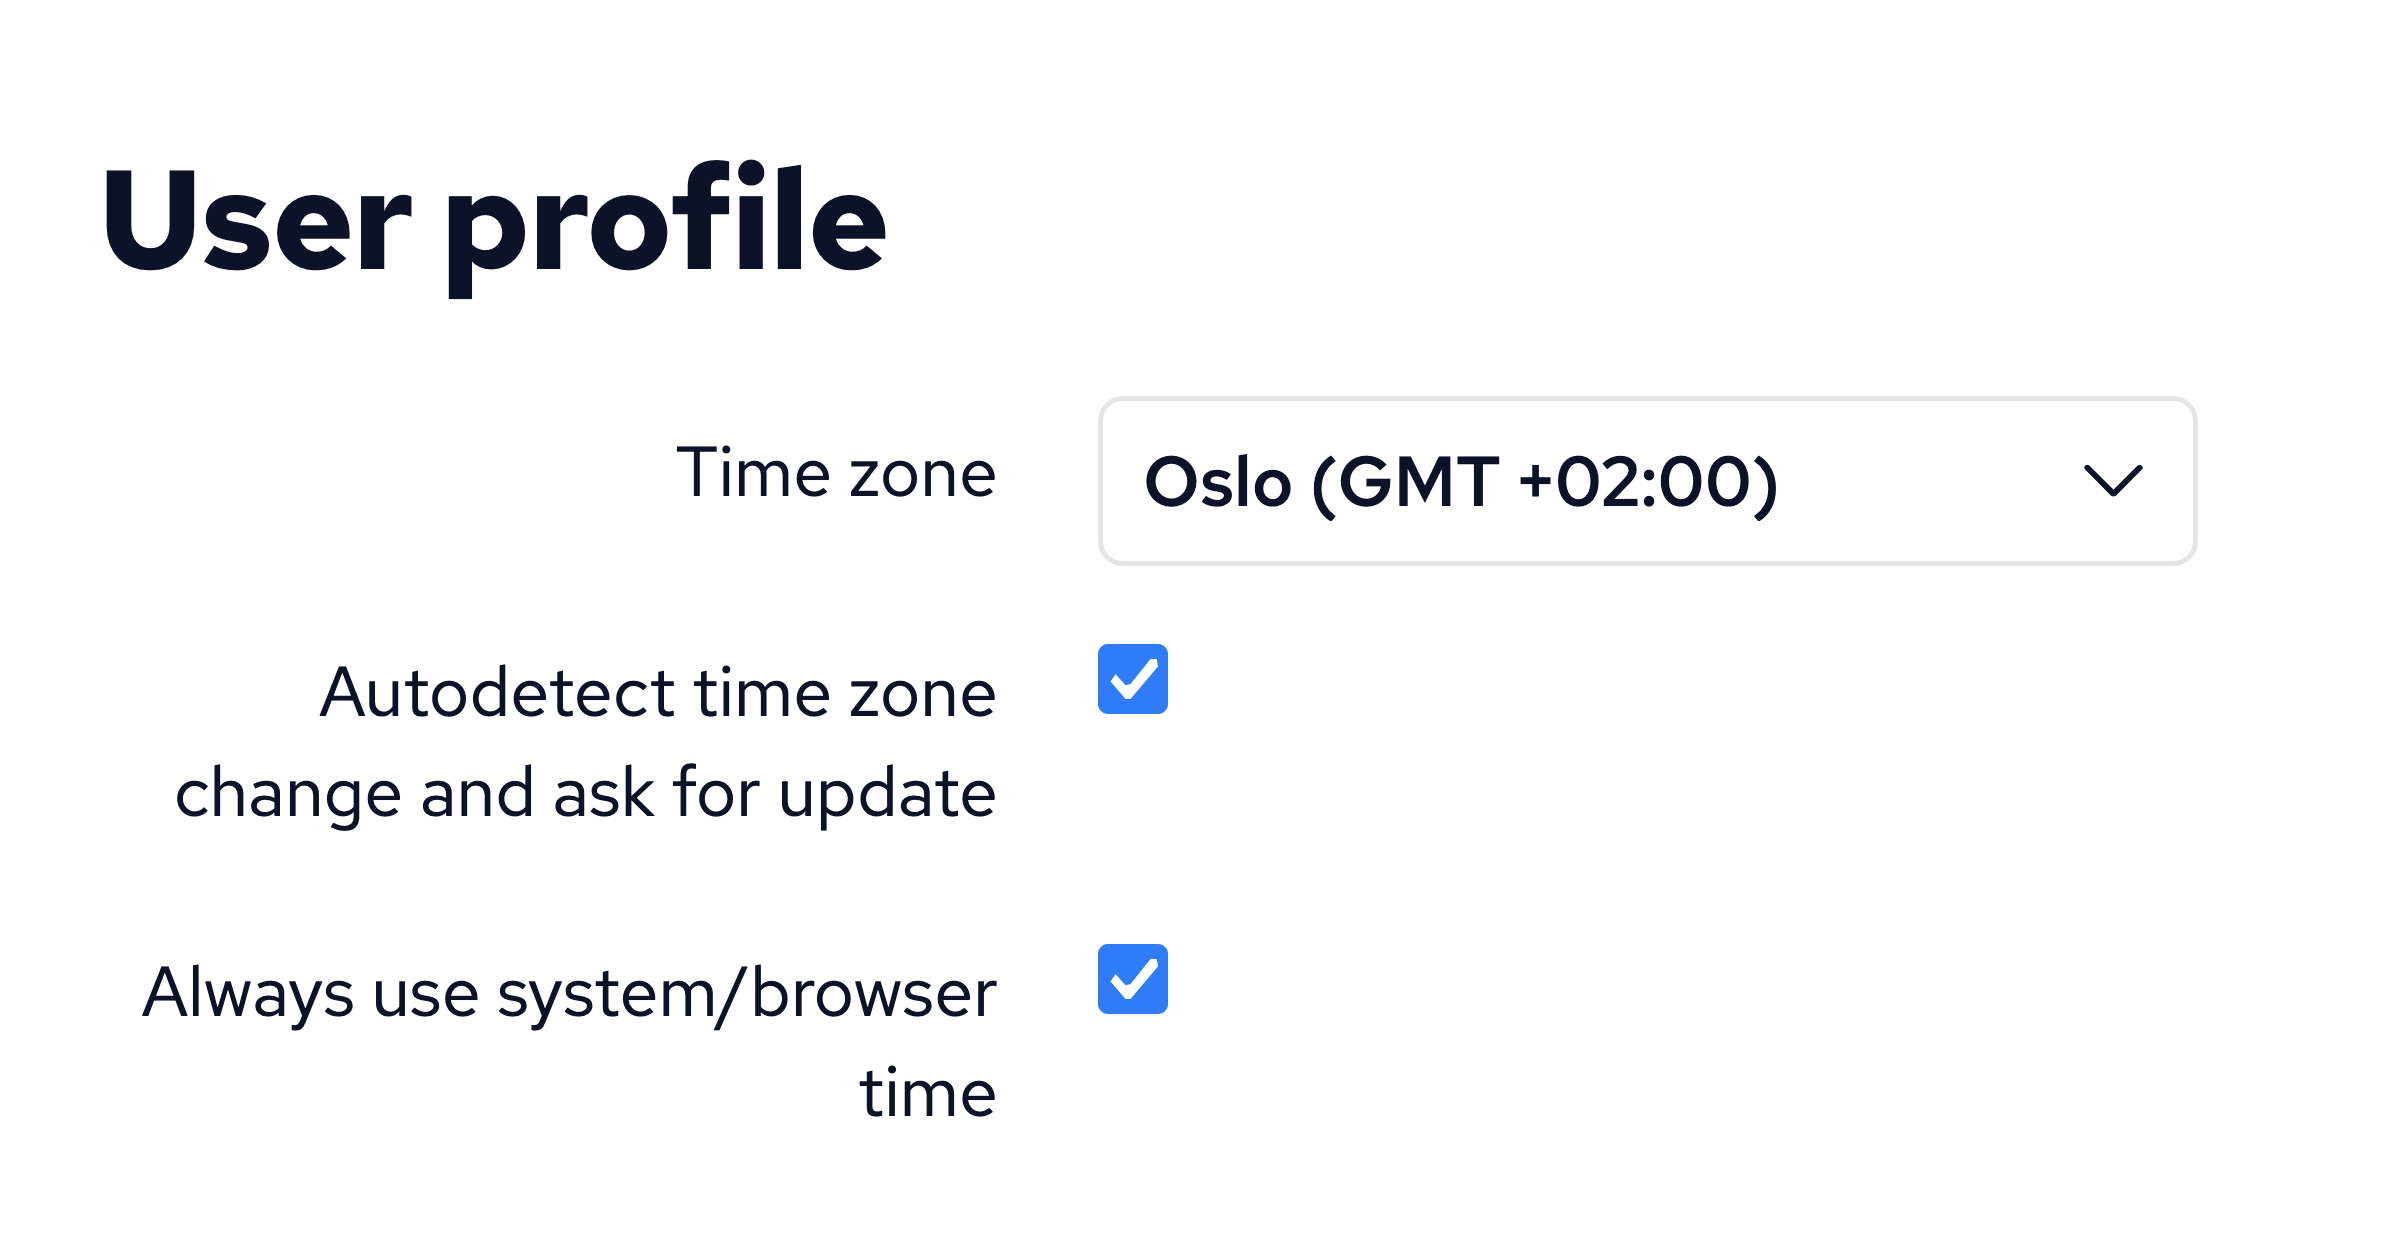 User profile
Time zone
Oslo (GMT +02:00)
Autodetect time zone
change and ask for update
Always use system/browser
time